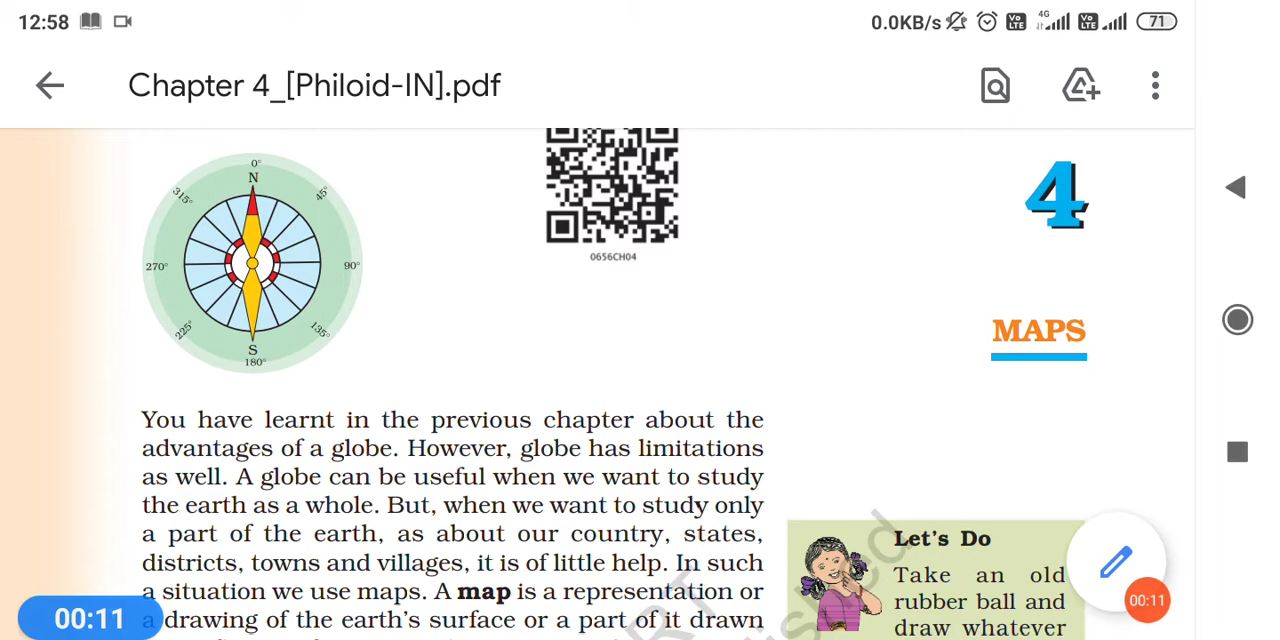 12:58
0.0KB/s Vo LTE 4G Vo LTE 71
Chapter 4_[Philoid-IN].pdf
0°
N
315° 45°
270° 90°
225° 135°
S
180°
0656CH04
4
MAPS
You have learnt in the previous chapter about the
advantages of a globe. However, globe has limitations
as well. A globe can be useful when we want to study
the earth as a whole. But, when we want to study only
a part of the earth, as about our country, states,
districts, towns and villages, it is of little help. In such
a situation we use maps. A map is a representation or
a drawing of the earth's surface or a part of it drawn
Let's Do
Take an old
rubber ball and
draw whatever
00:11
00:11